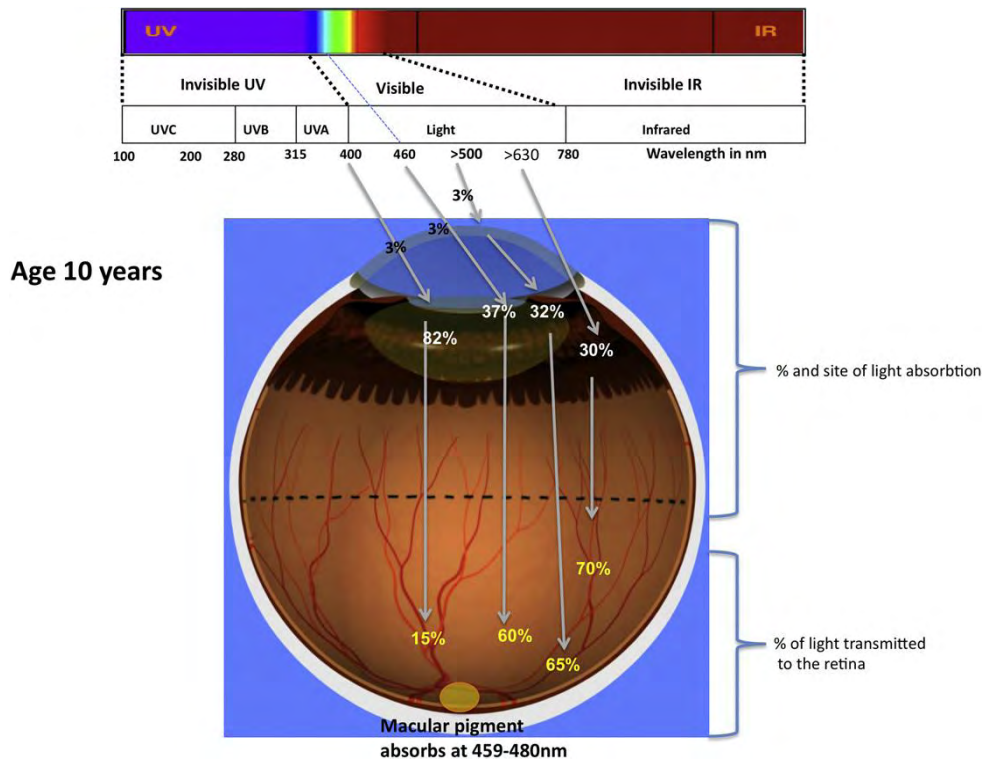 UV IR
Invisible UV Visible Invisible IR
UVC UVB UVA Light Infrared
100 200 280 315 400 460 >500 >630 780 Wavelength in nm
3%
3%
3%
Age 10 years
37% 32%
82%
30%
% and site of light absorbtion
70%
15% 60%
65%
% of light transmitted
to the retina
Macular pigment
absorbs at 459-480nm